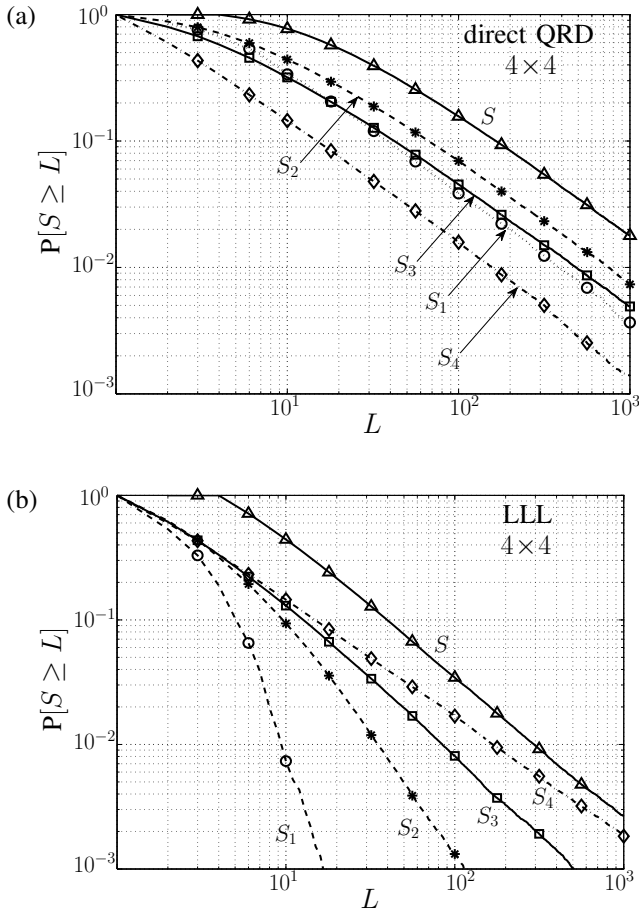 (a)
direct QRD
4×4
10^0
10^{-1}
10^{-2}
10^{-3}
P[S ≥ L]
S
S_2
S_3
S_1
S_4
10^1
10^2
10^3
L
(b)
LLL
4×4
10^0
10^{-1}
10^{-2}
10^{-3}
P[S ≥ L]
S
S_4
S_3
S_2
S_1
10^1
10^2
10^3
L